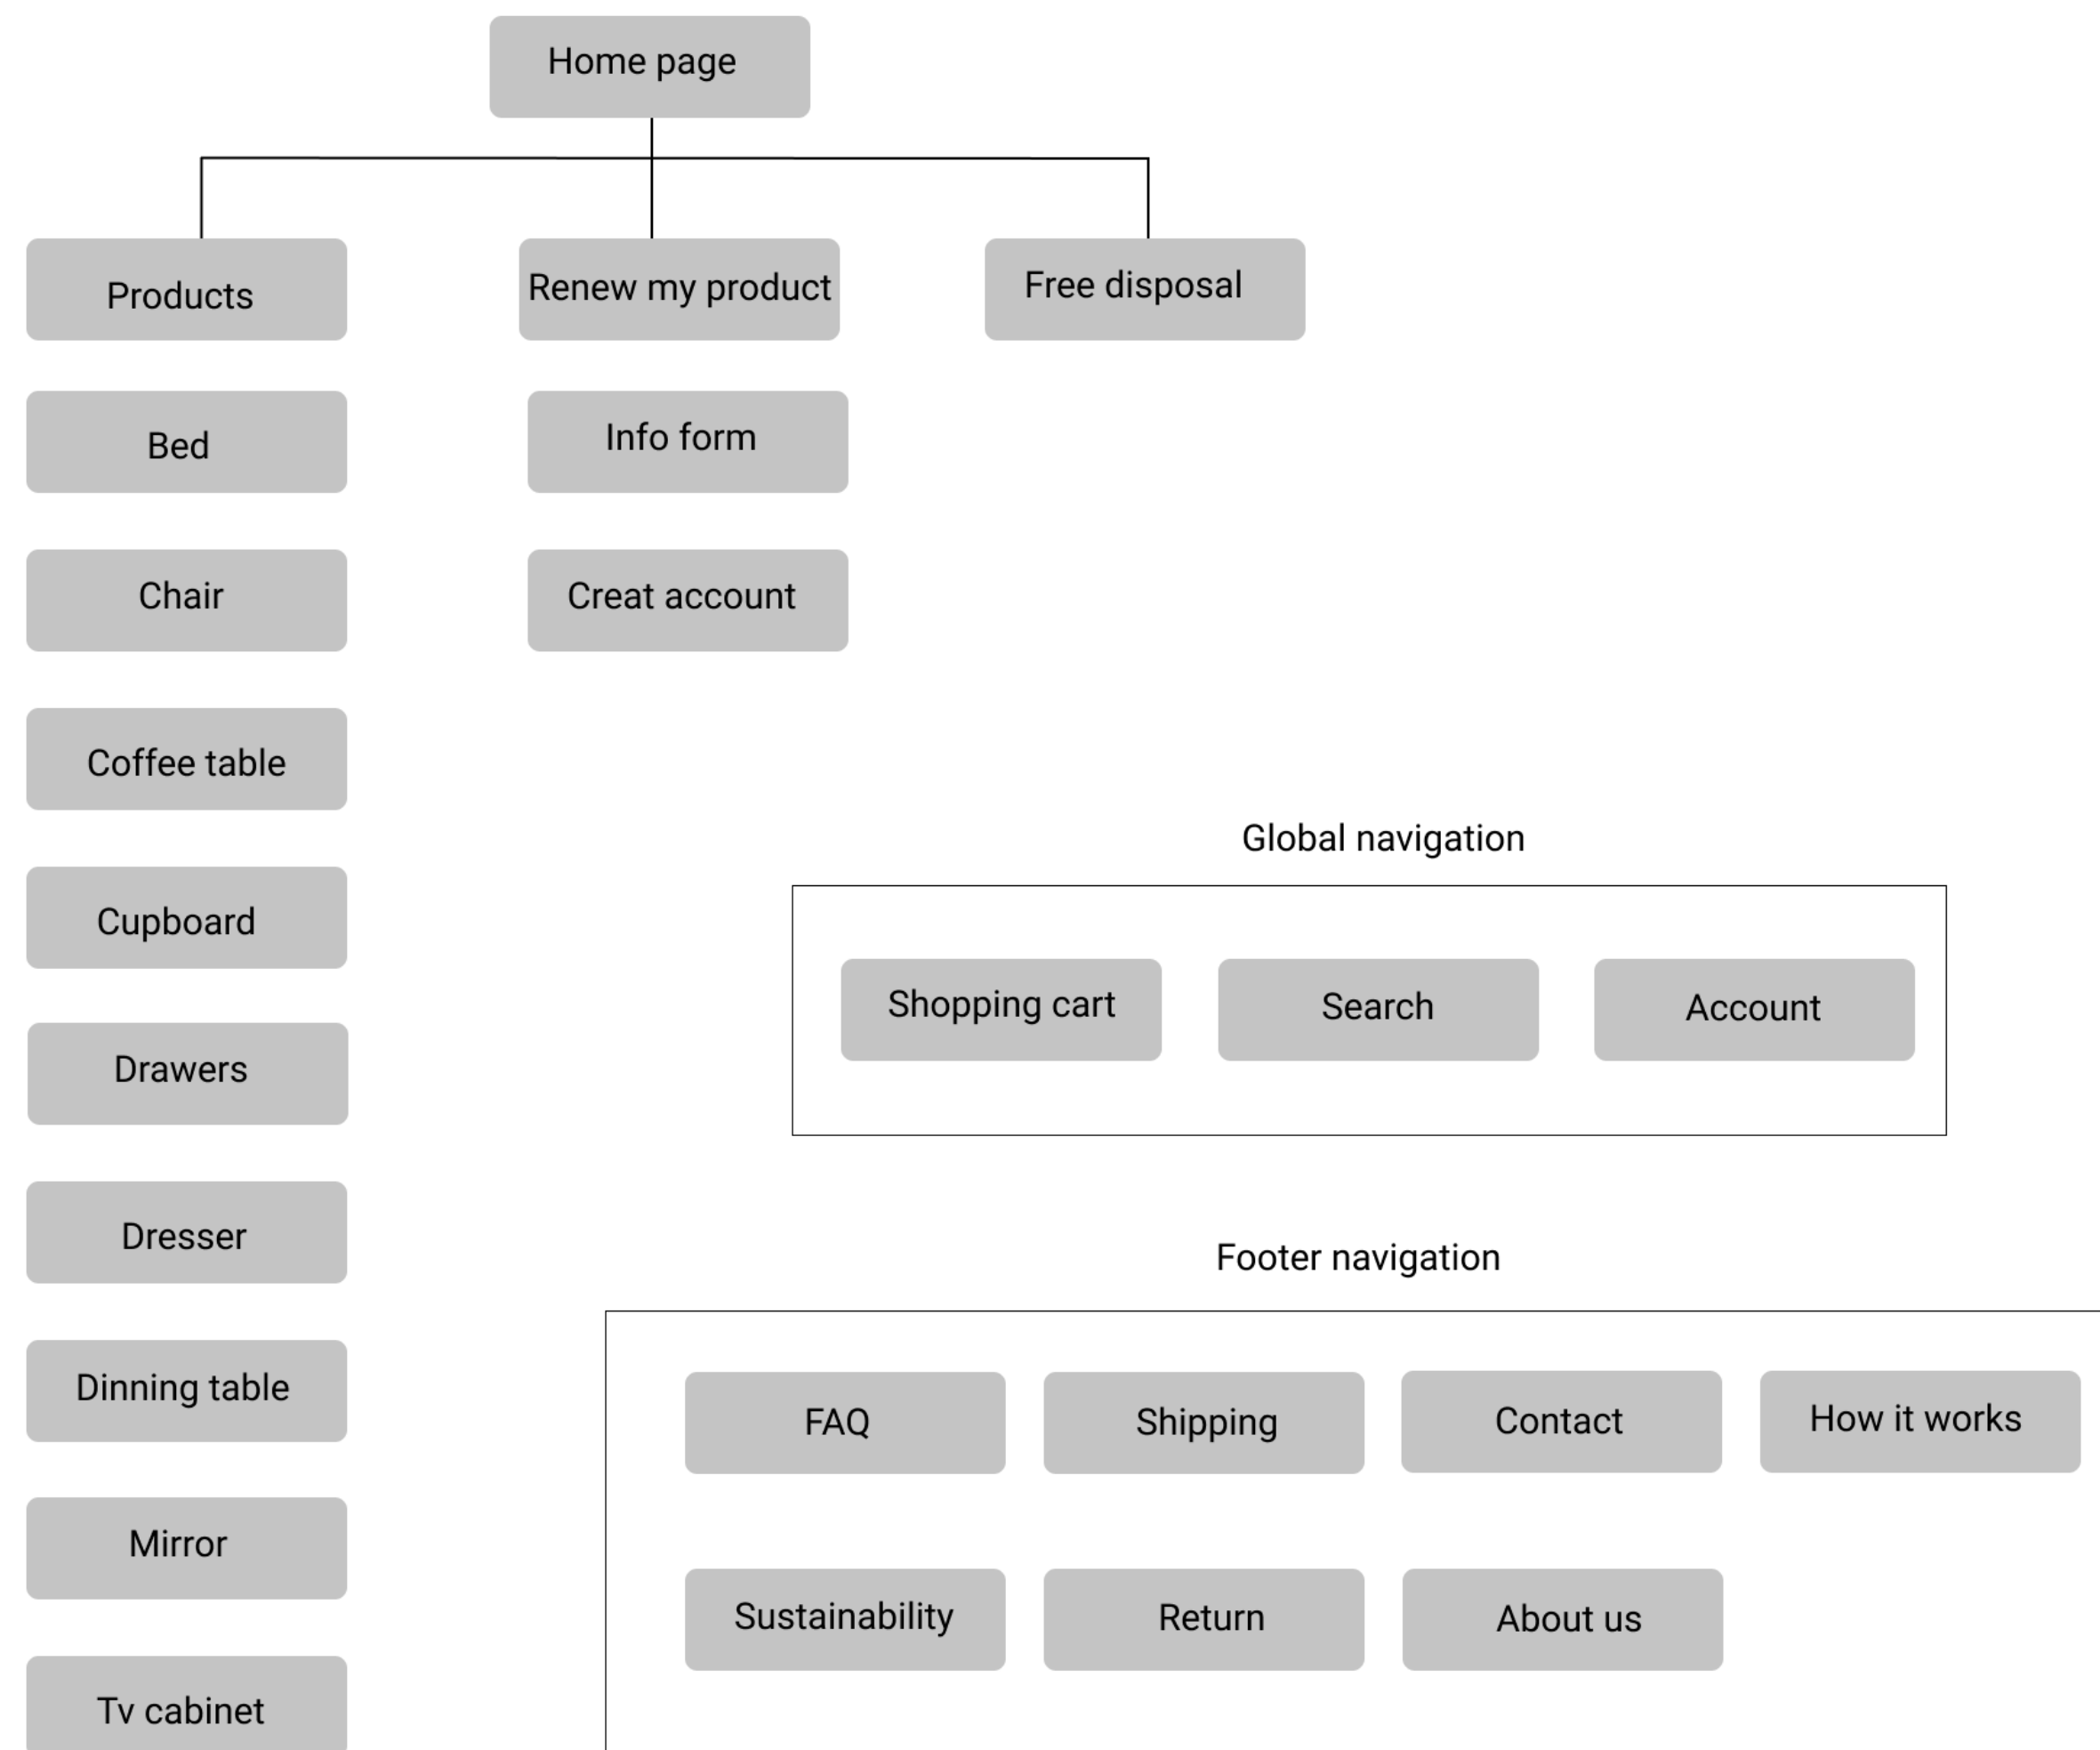 Home page
Products
Renew my product
Free disposal
Bed
Info form
Chair
Creat account
Coffee table
Cupboard
Drawers
Dresser
Dinning table
Mirror
Tv cabinet
Global navigation
Shopping cart
Search
Account
Footer navigation
FAQ
Shipping
Contact
How it works
Sustainability
Return
About us